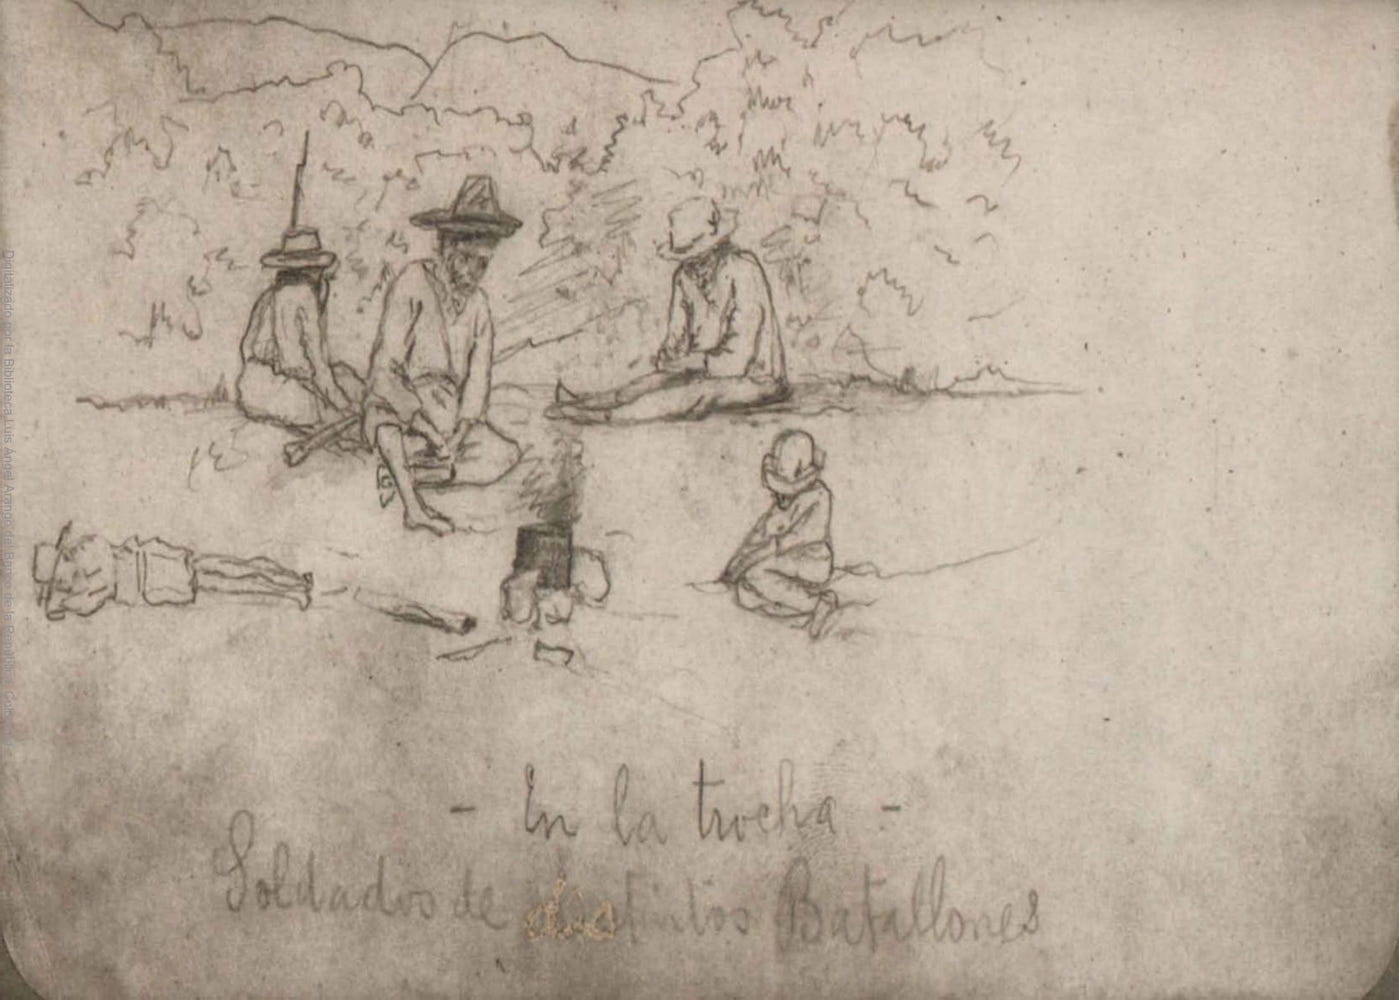 - En la trocha -
Soldados de distintos Batallones
Digitalizado por la Biblioteca Luis Ángel Arango del Banco de la República,